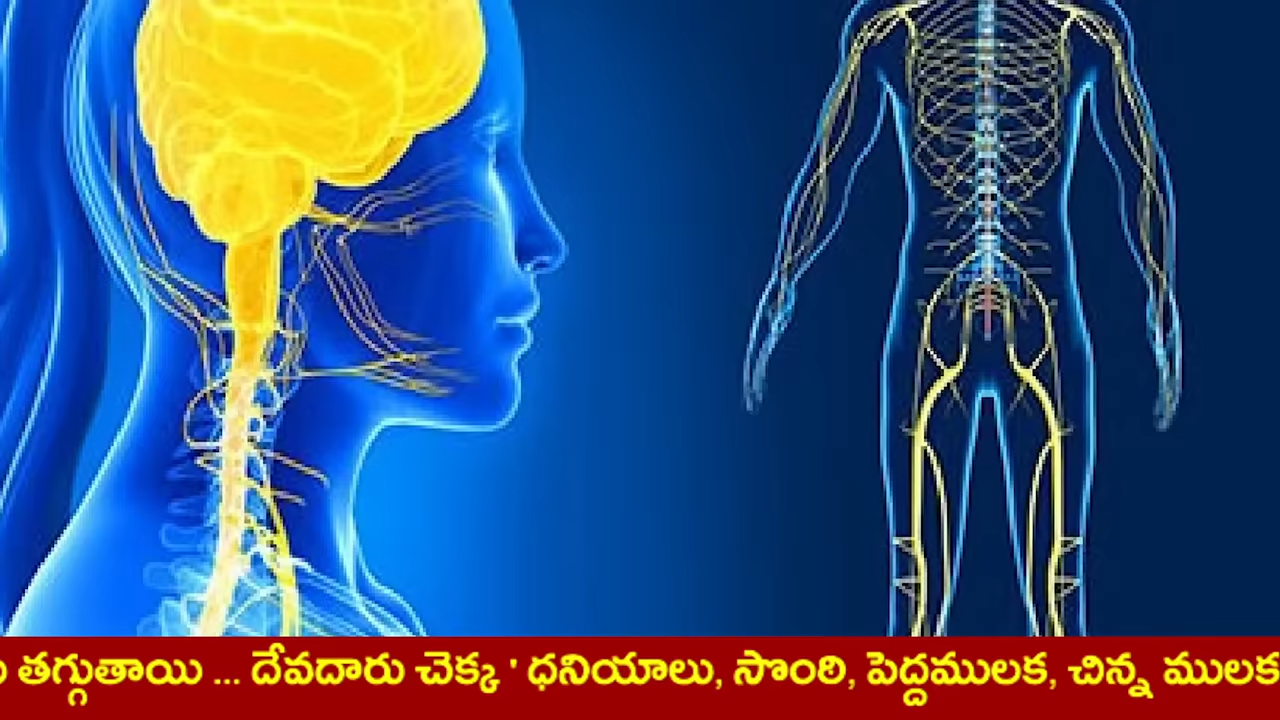 తగ్గుతాయి ... దేవదారు చెక్క ' ధనియాలు, సొంఠి, పెద్దములక, చిన్న ములక